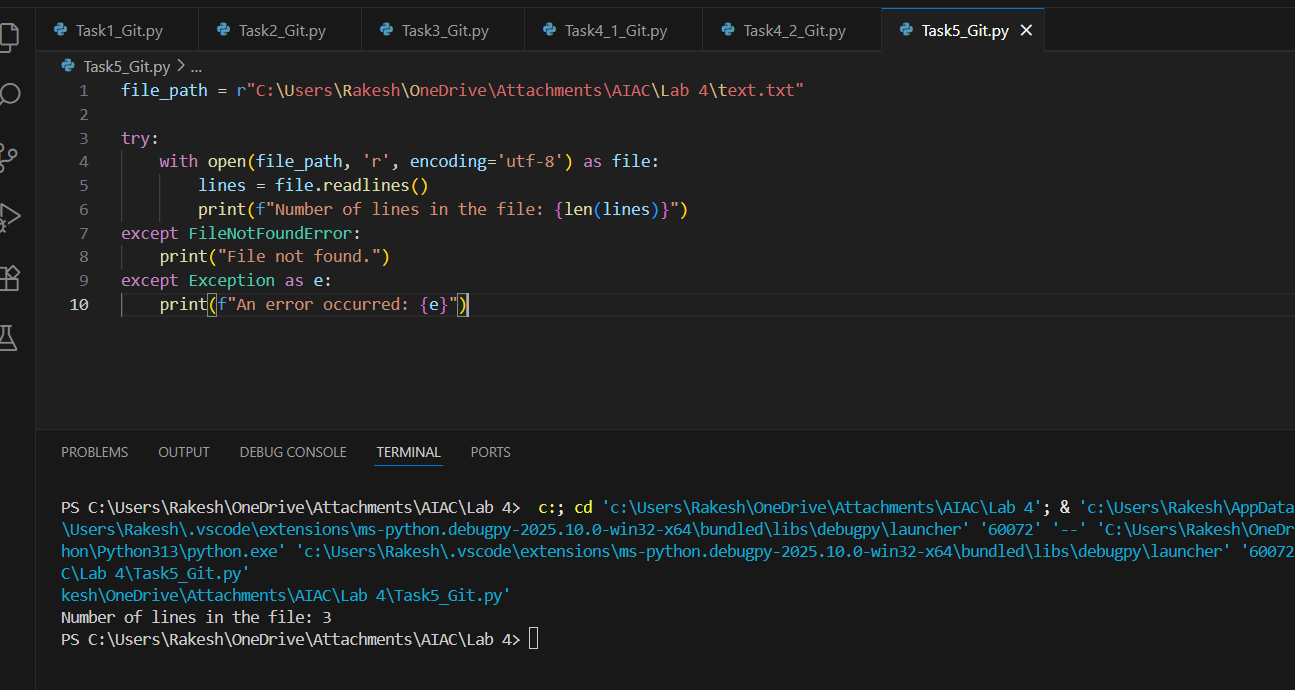 Task1_Git.py Task2_Git.py Task3_Git.py Task4_1_Git.py Task4_2_Git.py Task5_Git.py
Task5_Git.py > ...
1 file_path = r"C:\Users\Rakesh\OneDrive\Attachments\AIAC\Lab 4\text.txt"
2
3 try:
4     with open(file_path, 'r', encoding='utf-8') as file:
5         lines = file.readlines()
6         print(f"Number of lines in the file: {len(lines)}")
7 except FileNotFoundError:
8     print("File not found.")
9 except Exception as e:
10     print(f"An error occurred: {e}")
PROBLEMS OUTPUT DEBUG CONSOLE TERMINAL PORTS
PS C:\Users\Rakesh\OneDrive\Attachments\AIAC\Lab 4>  c:; cd 'c:\Users\Rakesh\OneDrive\Attachments\AIAC\Lab 4'; & 'c:\Users\Rakesh\AppData
\Users\Rakesh\.vscode\extensions\ms-python.debugpy-2025.10.0-win32-x64\bundled\libs\debugpy\launcher' '60072' '--' 'C:\Users\Rakesh\OneDr
hon\Python313\python.exe' 'c:\Users\Rakesh\.vscode\extensions\ms-python.debugpy-2025.10.0-win32-x64\bundled\libs\debugpy\launcher' '60072
C\Lab 4\Task5_Git.py'
kesh\OneDrive\Attachments\AIAC\Lab 4\Task5_Git.py'
Number of lines in the file: 3
PS C:\Users\Rakesh\OneDrive\Attachments\AIAC\Lab 4>